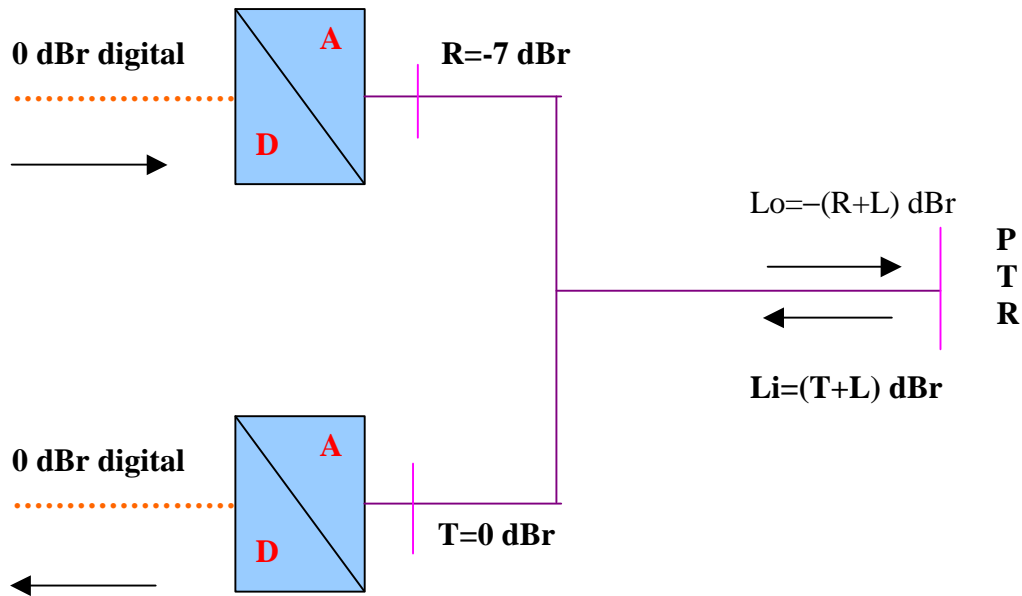 0 dBr digital
A
D
R=-7 dBr
Lo=−(R+L) dBr
P
T
R
Li=(T+L) dBr
0 dBr digital
A
D
T=0 dBr